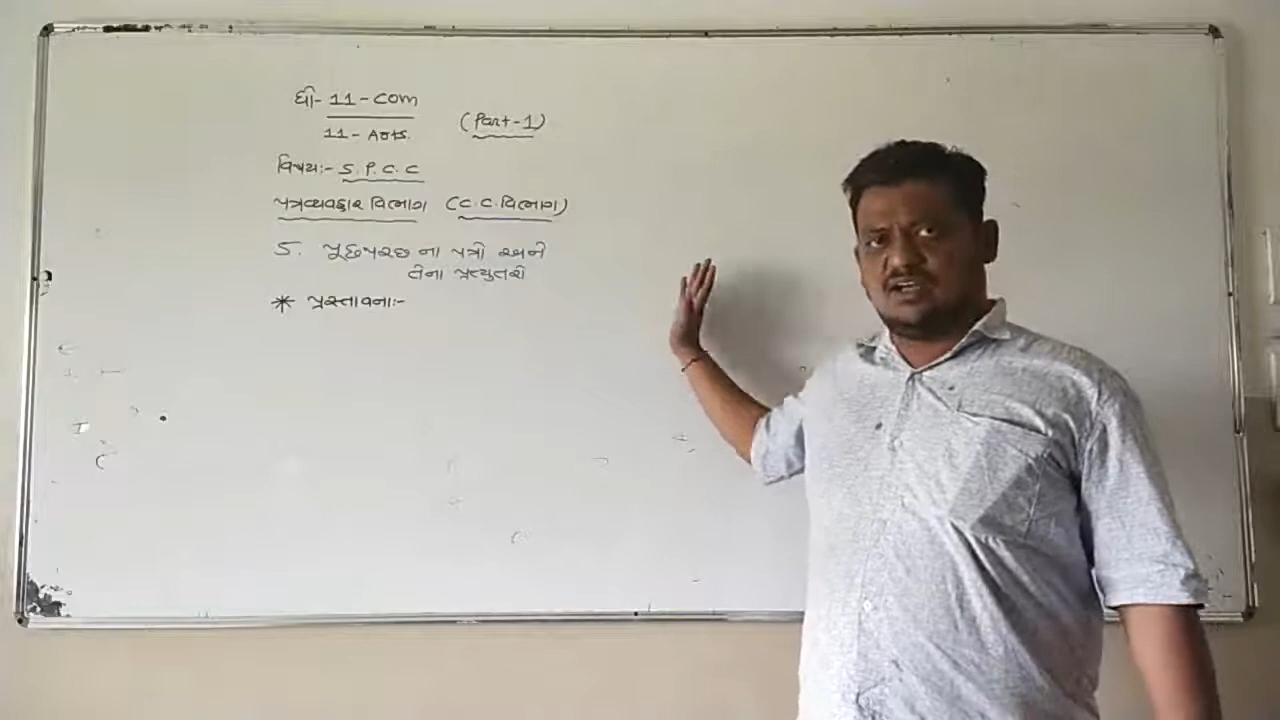 ધો- 11 - com
11 - Arts.
(Part-1)
વિષય:- S. P. C. C
પત્રવ્યવહાર વિભાગ (C.C. વિભાગ)
5. પૂછપરછ ના પત્રો અને
તેના પ્રત્યુતરો
* પ્રસ્તાવના:-